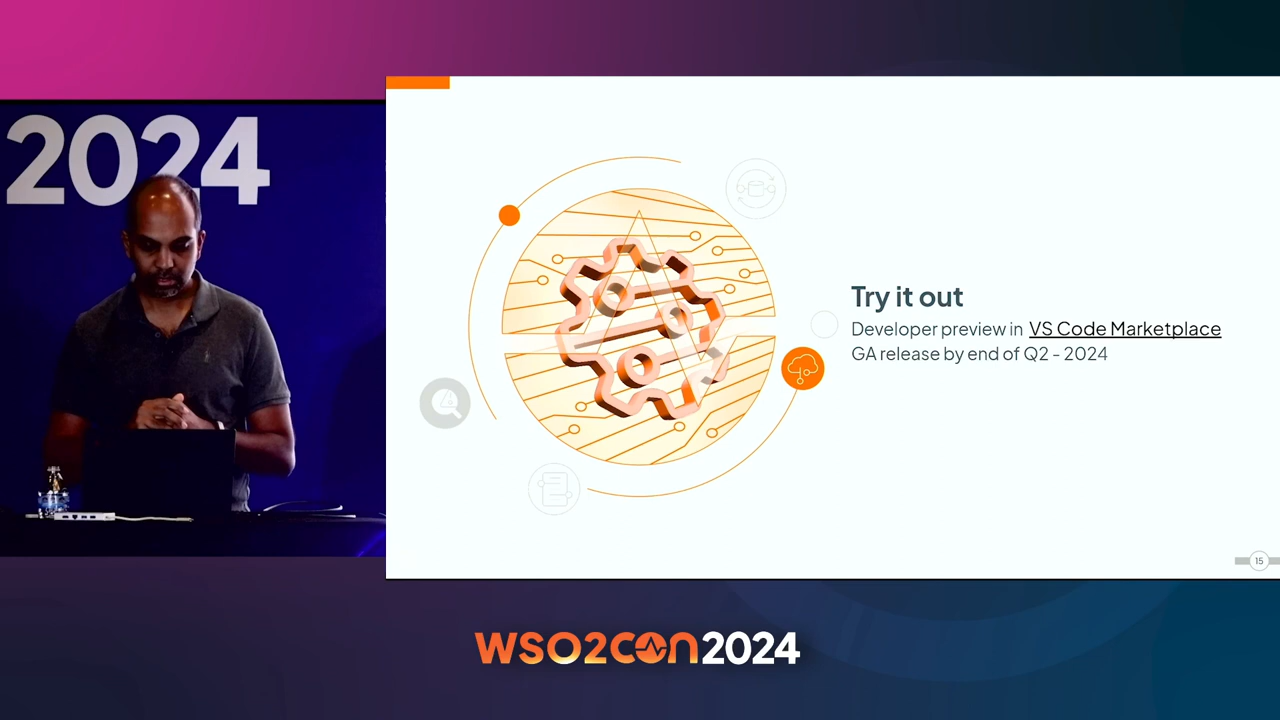 2024
Try it out
Developer preview in VS Code Marketplace
GA release by end of Q2 - 2024
15
WSO2CON2024